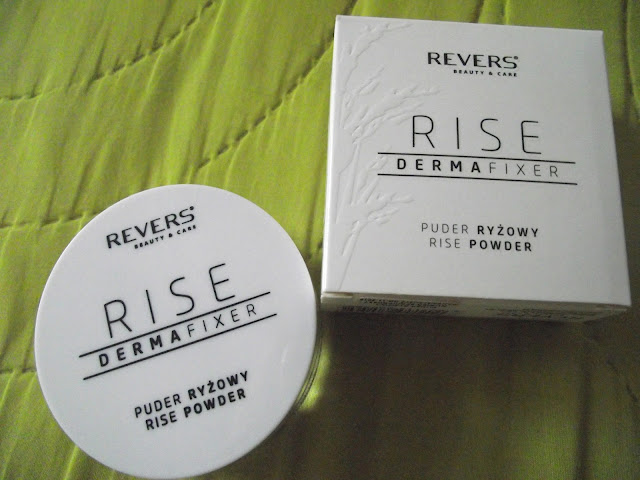 REVERS®
BEAUTY & CARE
RISE
DERMAFIXER
PUDER RYŻOWY
RISE POWDER
REVERS®
BEAUTY & CARE
RISE
DERMAFIXER
PUDER RYŻOWY
RISE POWDER